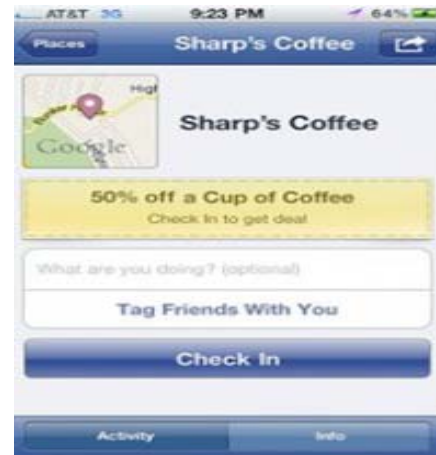 AT&T 3G 9:23 PM 64%
Places Sharp's Coffee
High
Google
Sharp's Coffee
50% off a Cup of Coffee
Check In to get deal
What are you doing? (optional)
Tag Friends With You
Check In
Activity Info